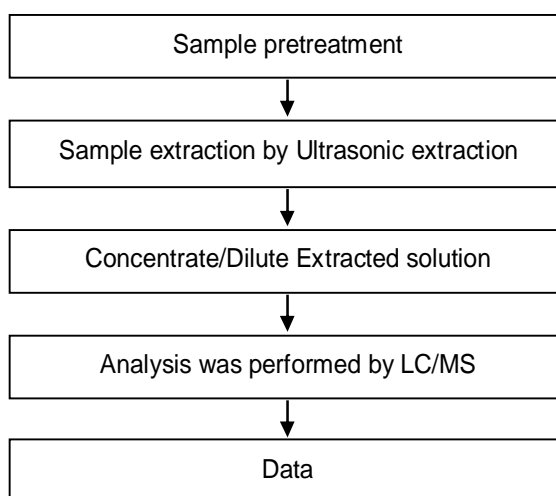 Sample pretreatment
Sample extraction by Ultrasonic extraction
Concentrate/Dilute Extracted solution
Analysis was performed by LC/MS
Data